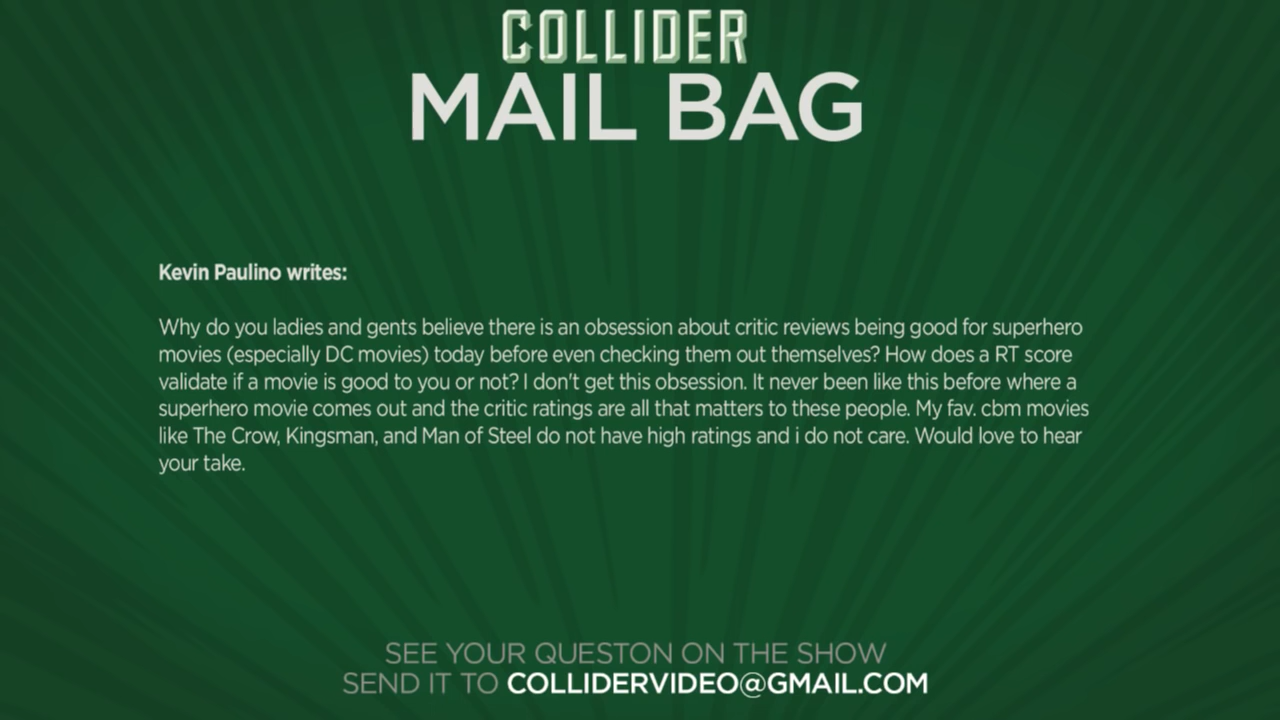 COLLIDER
MAIL BAG
Kevin Paulino writes:
Why do you ladies and gents believe there is an obsession about critic reviews being good for superhero
movies (especially DC movies) today before even checking them out themselves? How does a RT score
validate if a movie is good to you or not? I don't get this obsession. It never been like this before where a
superhero movie comes out and the critic ratings are all that matters to these people. My fav. cbm movies
like The Crow, Kingsman, and Man of Steel do not have high ratings and i do not care. Would love to hear
your take.
SEE YOUR QUESTON ON THE SHOW
SEND IT TO COLLIDERVIDEO@GMAIL.COM